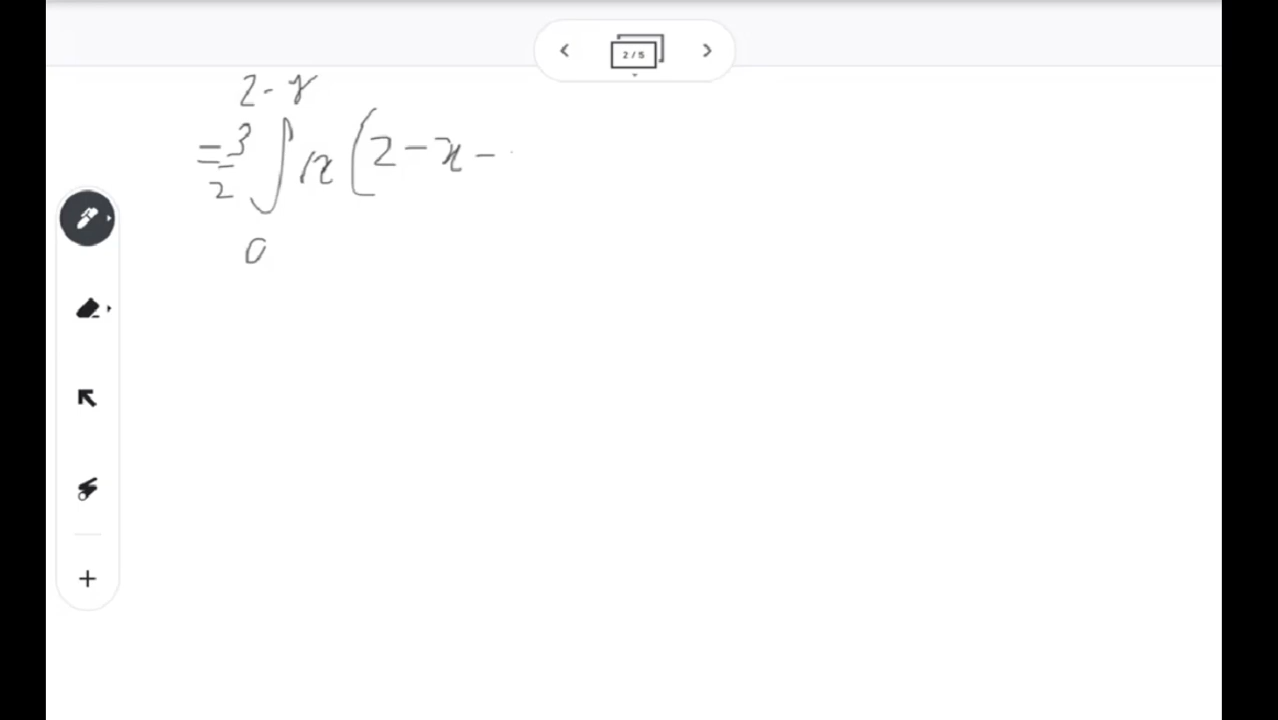 2 / 5
2 - y
= 3/2 ∫ x (2 - x -
0